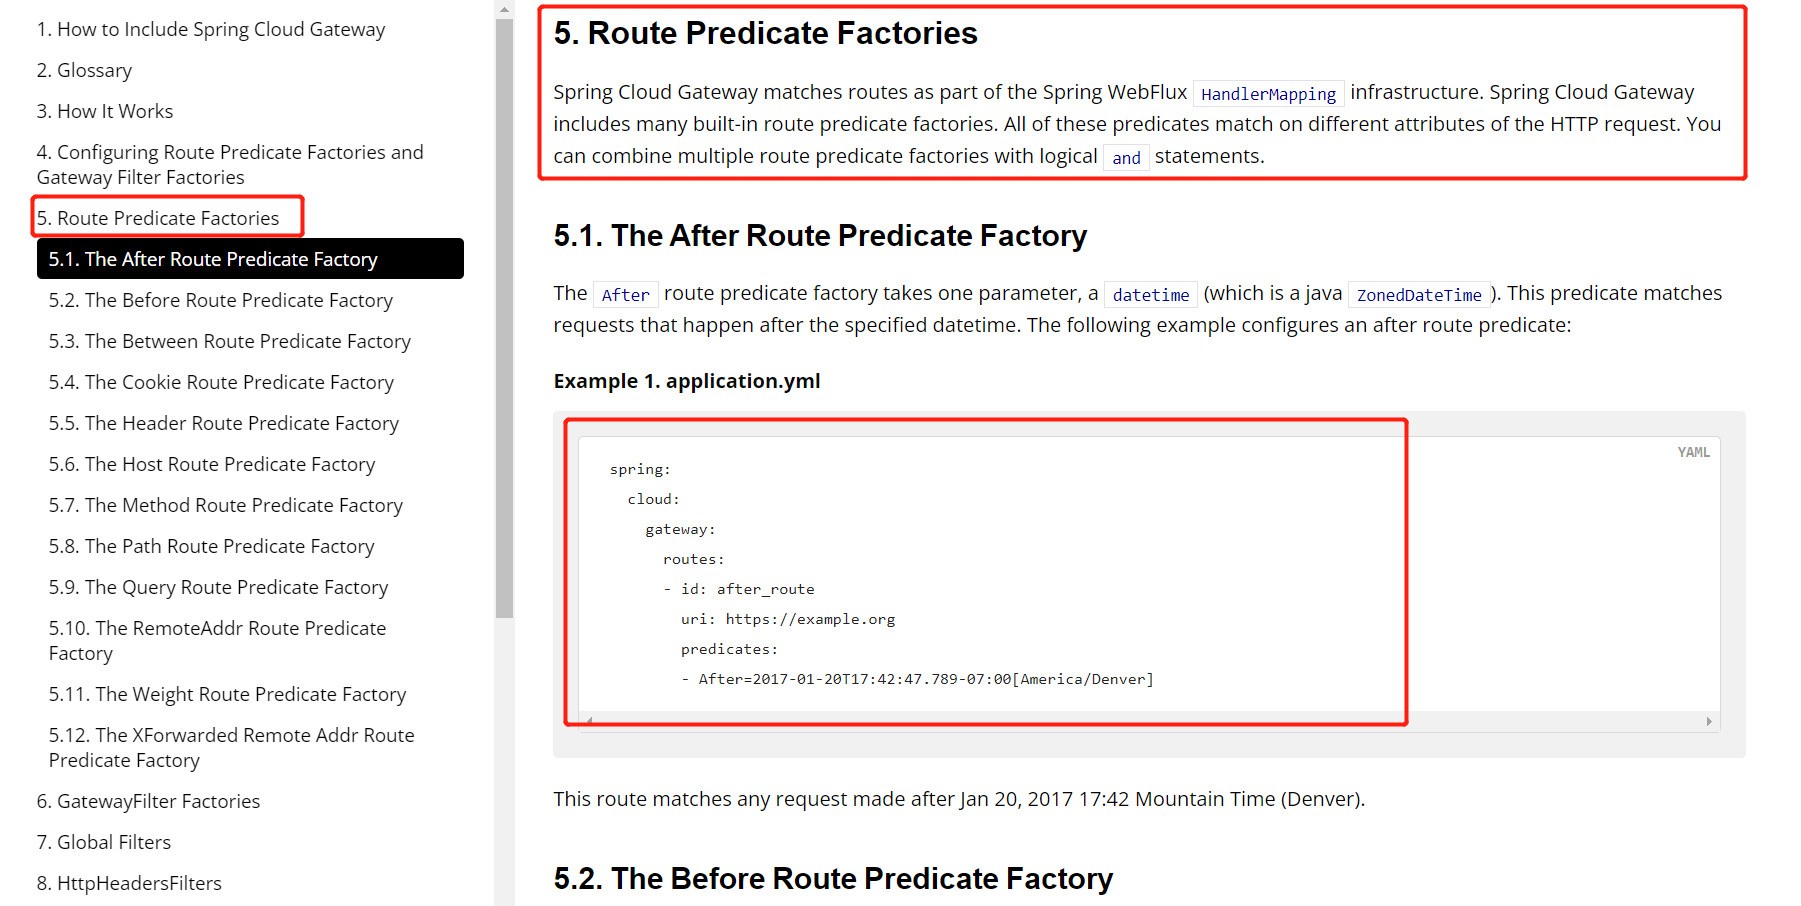 1. How to Include Spring Cloud Gateway
2. Glossary
3. How It Works
4. Configuring Route Predicate Factories and
Gateway Filter Factories
5. Route Predicate Factories
5.1. The After Route Predicate Factory
5.2. The Before Route Predicate Factory
5.3. The Between Route Predicate Factory
5.4. The Cookie Route Predicate Factory
5.5. The Header Route Predicate Factory
5.6. The Host Route Predicate Factory
5.7. The Method Route Predicate Factory
5.8. The Path Route Predicate Factory
5.9. The Query Route Predicate Factory
5.10. The RemoteAddr Route Predicate
Factory
5.11. The Weight Route Predicate Factory
5.12. The XForwarded Remote Addr Route
Predicate Factory
6. GatewayFilter Factories
7. Global Filters
8. HttpHeadersFilters
5. Route Predicate Factories
Spring Cloud Gateway matches routes as part of the Spring WebFlux HandlerMapping infrastructure. Spring Cloud Gateway
includes many built-in route predicate factories. All of these predicates match on different attributes of the HTTP request. You
can combine multiple route predicate factories with logical and statements.
5.1. The After Route Predicate Factory
The After route predicate factory takes one parameter, a datetime (which is a java ZonedDateTime). This predicate matches
requests that happen after the specified datetime. The following example configures an after route predicate:
Example 1. application.yml
YAML
spring:
  cloud:
    gateway:
      routes:
      - id: after_route
        uri: https://example.org
        predicates:
        - After=2017-01-20T17:42:47.789-07:00[America/Denver]
This route matches any request made after Jan 20, 2017 17:42 Mountain Time (Denver).
5.2. The Before Route Predicate Factory